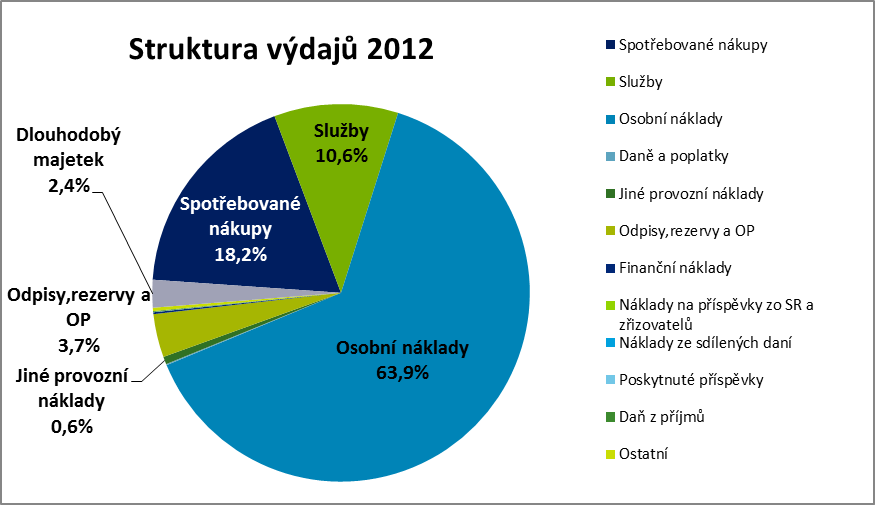 Struktura výdajů 2012
Dlouhodobý
majetek
2,4%
Služby
10,6%
Spotřebované
nákupy
18,2%
Odpisy,rezervy a
OP
3,7%
Jiné provozní
náklady
0,6%
Osobní náklady
63,9%
Spotřebované nákupy
Služby
Osobní náklady
Daně a poplatky
Jiné provozní náklady
Odpisy,rezervy a OP
Finanční náklady
Náklady na příspěvky zo SR a
zřizovatelů
Náklady ze sdílených daní
Poskytnuté příspěvky
Daň z příjmů
Ostatní